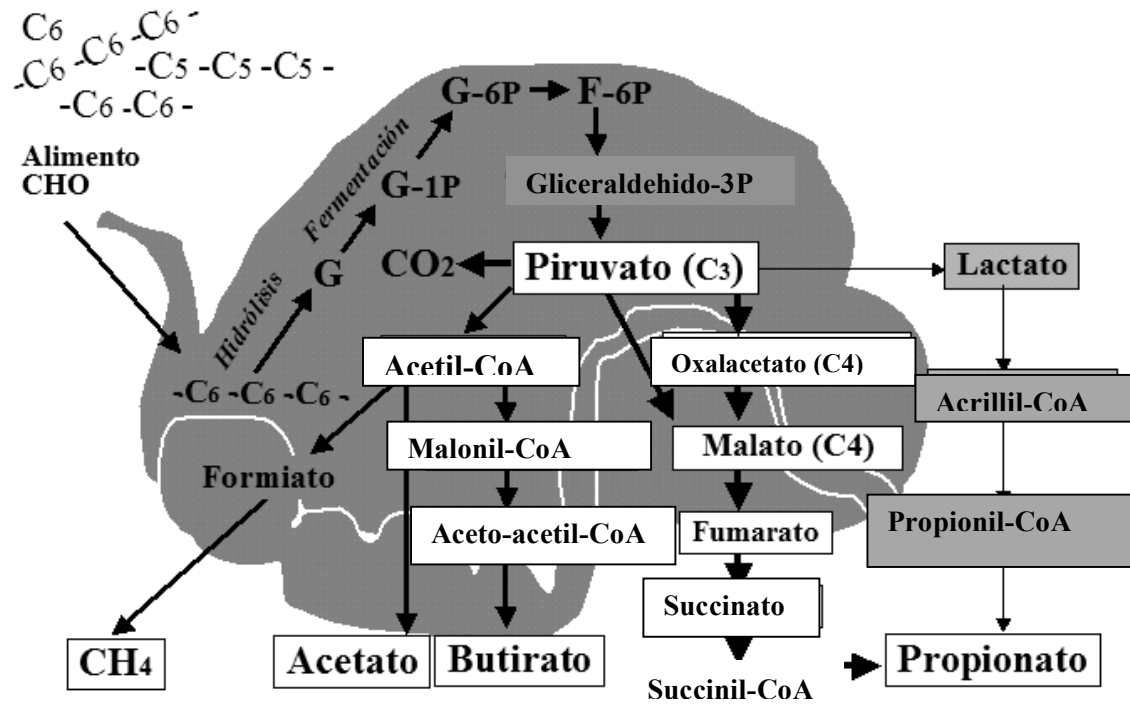 C6
-C6 -C6 -C6 -
-C5 -C5 -C5 -
-C6 -C6 -
Alimento
CHO
Hidrólisis
Fermentación
-C6 -C6 -C6 -
G
G-1P
G-6P
F-6P
Gliceraldehido-3P
CO2
Piruvato (C3)
Lactato
Acetil-CoA
Oxalacetato (C4)
Acrillil-CoA
Malonil-CoA
Malato (C4)
Formiato
Aceto-acetil-CoA
Fumarato
Propionil-CoA
Succinato
CH4
Acetato
Butirato
Succinil-CoA
Propionato